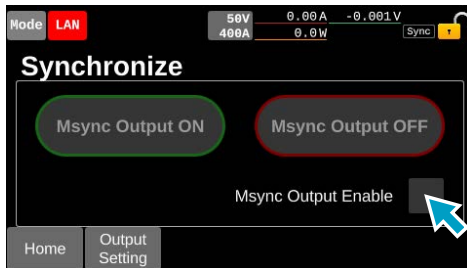 Mode LAN 50V 400A 0.00A -0.001V
0.0W Sync
Synchronize
Msync Output ON Msync Output OFF
Msync Output Enable
Home Output Setting